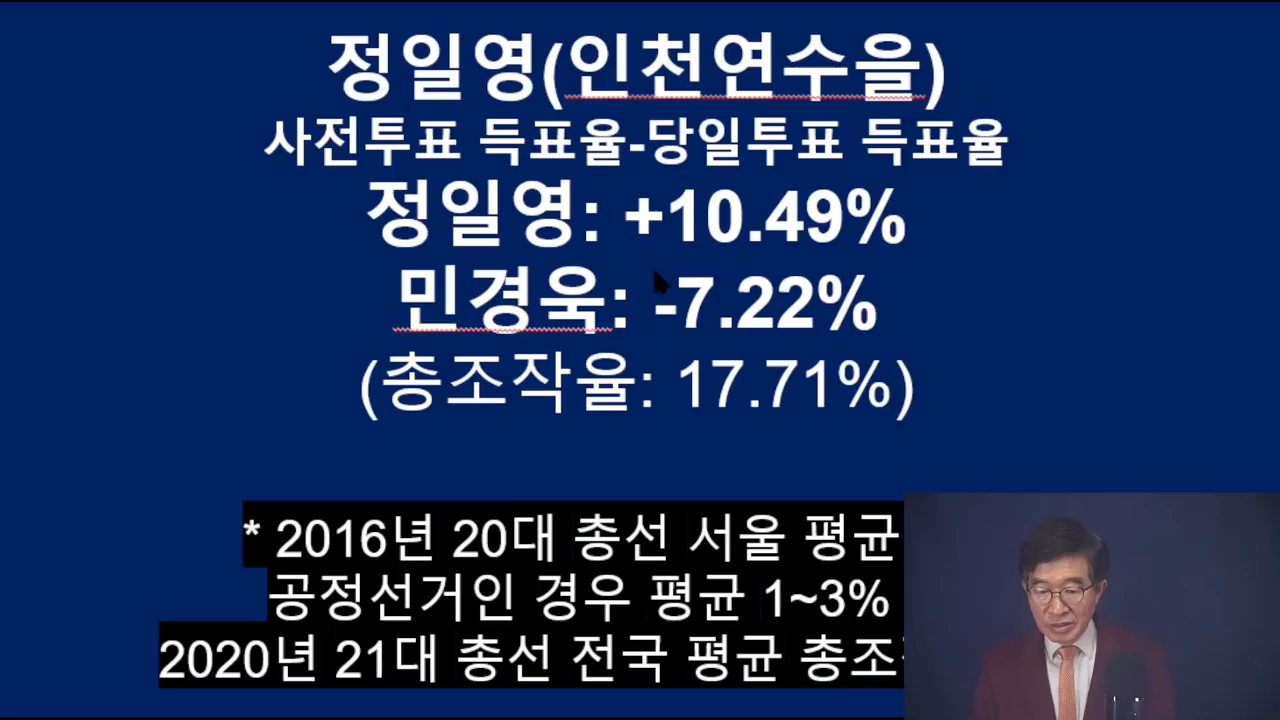 정일영(인천연수을)
사전투표 득표율-당일투표 득표율
정일영: +10.49%
민경욱: -7.22%
(총조작율: 17.71%)
* 2016년 20대 총선 서울 평균
공정선거인 경우 평균 1~3%
2020년 21대 총선 전국 평균 총조